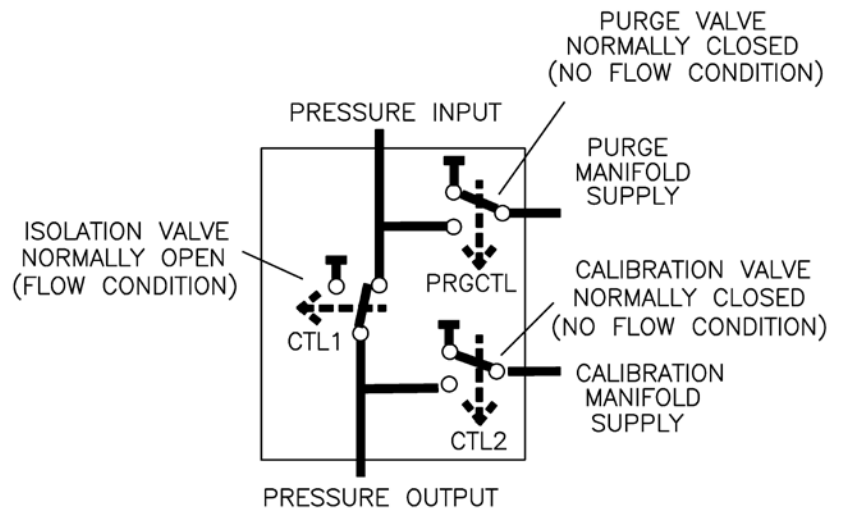 PURGE VALVE
NORMALLY CLOSED
(NO FLOW CONDITION)
PRESSURE INPUT
PURGE
MANIFOLD
SUPPLY
ISOLATION VALVE
NORMALLY OPEN
(FLOW CONDITION)
PRGCTL
CALIBRATION VALVE
NORMALLY CLOSED
(NO FLOW CONDITION)
CTL1
CALIBRATION
MANIFOLD
SUPPLY
CTL2
PRESSURE OUTPUT